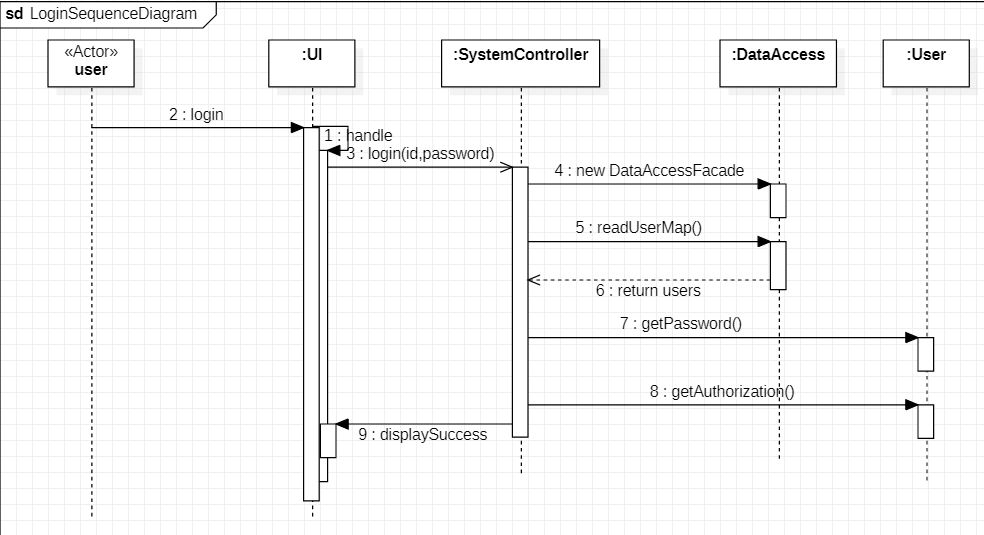 sd LoginSequenceDiagram
«Actor»
user
:UI
:SystemController
:DataAccess
:User
2 : login
1 : handle
3 : login(id,password)
4 : new DataAccessFacade
5 : readUserMap()
6 : return users
7 : getPassword()
8 : getAuthorization()
9 : displaySuccess